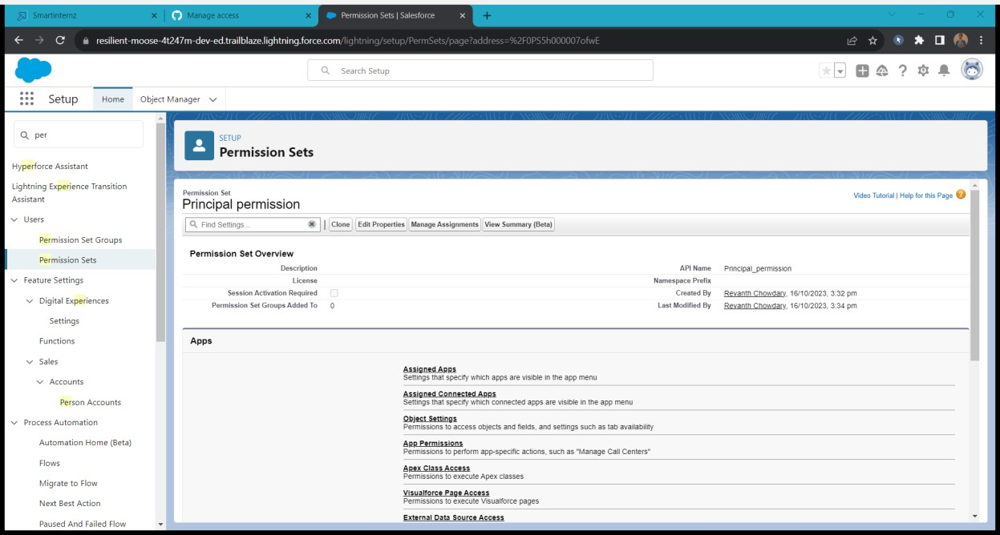 Smartinternz
Manage access
Permission Sets | Salesforce
resilient-moose-4t247m-dev-ed.trailblaze.lightning.force.com/lightning/setup/PermSets/page?address=%2F0PS5h000007ofwE
Search Setup
Setup
Home
Object Manager
per
Hyperforce Assistant
Lightning Experience Transition
Assistant
Users
Permission Set Groups
Permission Sets
Feature Settings
Digital Experiences
Settings
Functions
Sales
Accounts
Person Accounts
Process Automation
Automation Home (Beta)
Flows
Migrate to Flow
Next Best Action
Paused And Failed Flow
SETUP
Permission Sets
Permission Set
Principal permission
Video Tutorial | Help for this Page
Find Settings... | Clone Edit Properties Manage Assignments View Summary (Beta)
Permission Set Overview
Description API Name Principal_permission
License Namespace Prefix
Session Activation Required Created By Revanth Chowdary, 16/10/2023, 3:32 pm
Permission Set Groups Added To 0 Last Modified By Revanth Chowdary, 16/10/2023, 3:34 pm
Apps
Assigned Apps
Settings that specify which apps are visible in the app menu
Assigned Connected Apps
Settings that specify which connected apps are visible in the app menu
Object Settings
Permissions to access objects and fields, and settings such as tab availability
App Permissions
Permissions to perform app-specific actions, such as "Manage Call Centers"
Apex Class Access
Permissions to execute Apex classes
Visualforce Page Access
Permissions to execute Visualforce pages
External Data Source Access